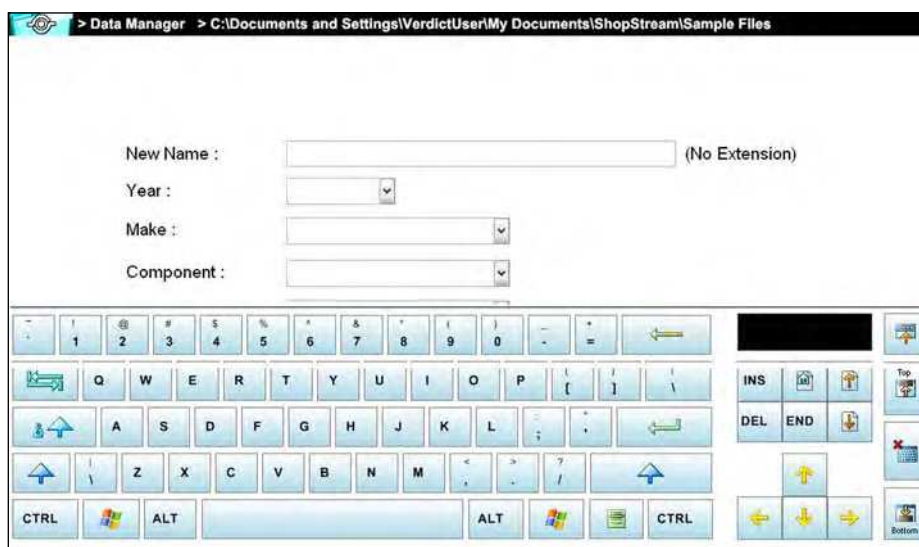 > Data Manager > C:\Documents and Settings\VerdictUser\My Documents\ShopStream\Sample Files
New Name : (No Extension)
Year :
Make :
Component :
! @ # $ % ^ & * ( ) _ +
1 2 3 4 5 6 7 8 9 0 - =
Q W E R T Y U I O P [ ] \ INS
Top
A S D F G H J K L ; DEL END
\ Z X C V B N M , . /
< > ?
CTRL ALT ALT CTRL
Bottom